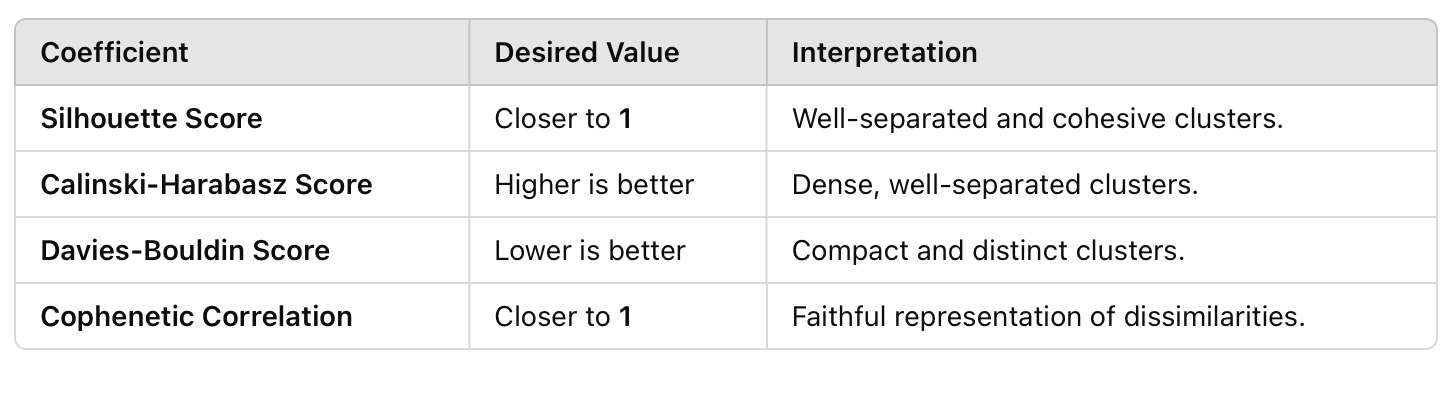 Coefficient Desired Value Interpretation
Silhouette Score Closer to 1 Well-separated and cohesive clusters.
Calinski-Harabasz Score Higher is better Dense, well-separated clusters.
Davies-Bouldin Score Lower is better Compact and distinct clusters.
Cophenetic Correlation Closer to 1 Faithful representation of dissimilarities.